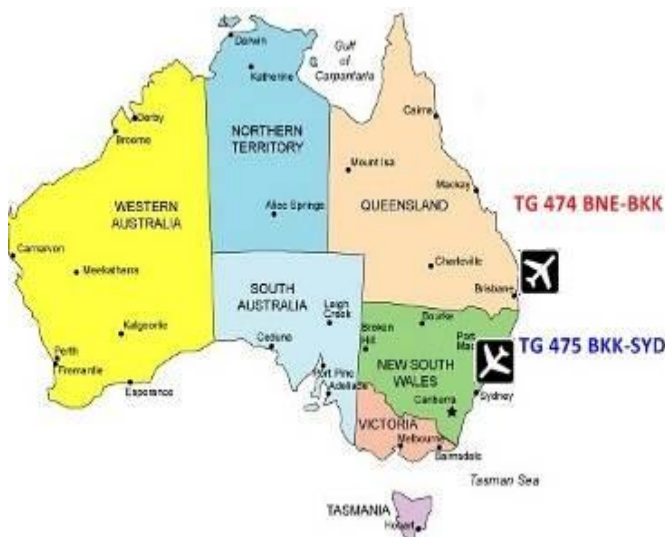 Darwin
Gulf
of
Carpentaria
Katherine
Cairns
Derby
Broome
NORTHERN
TERRITORY
Mount Isa
Mackay
WESTERN
AUSTRALIA
Alice Springs
QUEENSLAND
TG 474 BNE-BKK
Carnarvon
Meekatharra
Charleville
Brisbane
SOUTH
AUSTRALIA
Leigh
Creek
Bourke
Kalgoorlie
Ceduna
Broken
Hill
Port
Mac
TG 475 BKK-SYD
Perth
Fremantle
Port Pirie
NEW SOUTH
WALES
Esperance
Adelaide
Canberra
Sydney
VICTORIA
Melbourne
Bairnsdale
Tasman Sea
TASMANIA
Hobart